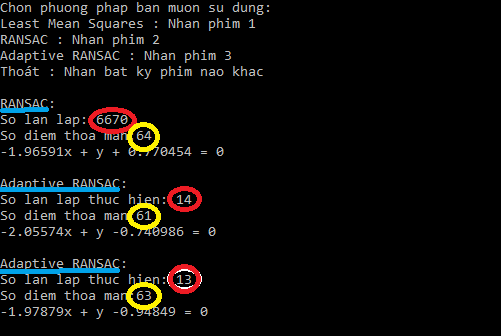 Chon phuong phap ban muon su dung:
Least Mean Squares : Nhan phim 1
RANSAC : Nhan phim 2
Adaptive RANSAC : Nhan phim 3
Thoát : Nhan bat ky phim nao khac
RANSAC:
So lan lap: 6670
So diem thoa man 64
-1.96591x + y + 0.770454 = 0
Adaptive RANSAC:
So lan lap thuc hien: 14
So diem thoa man 61
-2.05574x + y -0.740986 = 0
Adaptive RANSAC:
So lan lap thuc hien: 13
So diem thoa man 63
-1.97879x + y -0.94849 = 0